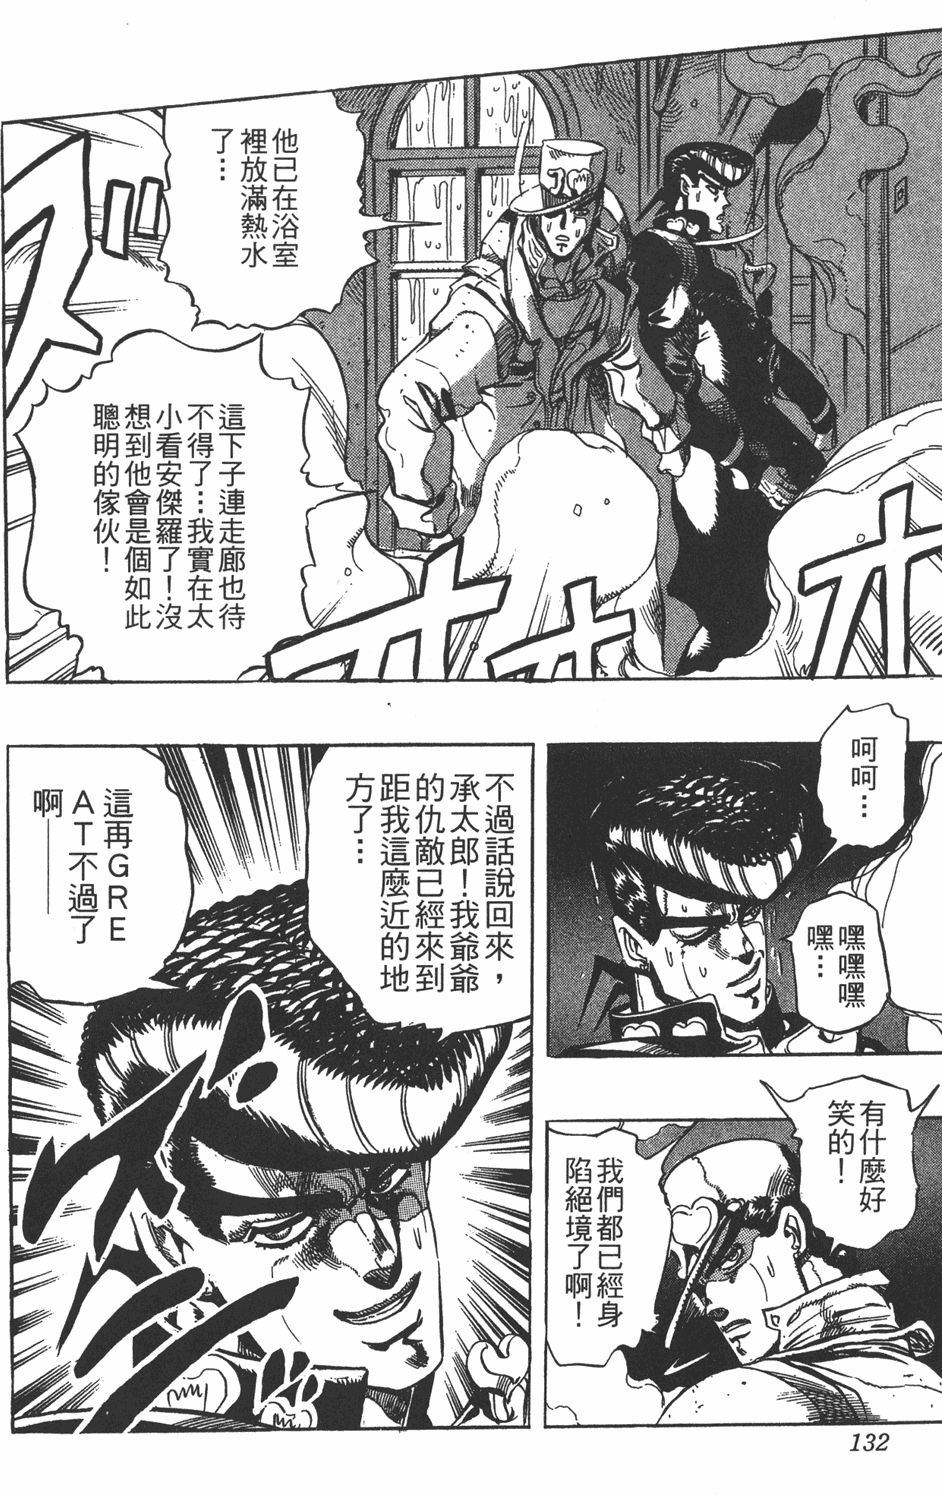 他已在浴室
裡放滿熱水
了…
這下子連走廊也待
不得了…我實在太
小看安傑羅了！沒
想到他會是個如此
聰明的傢伙！
オオオオ
呵呵…
嘿嘿嘿
嘿…
有什麼好
笑的！
我們都已經身
陷絕境了啊！
不過話說回來，
承太郎！我爺爺
的仇敵已經來到
距我這麼近的地
方了…
這再GRE
AT不過了
啊——
132